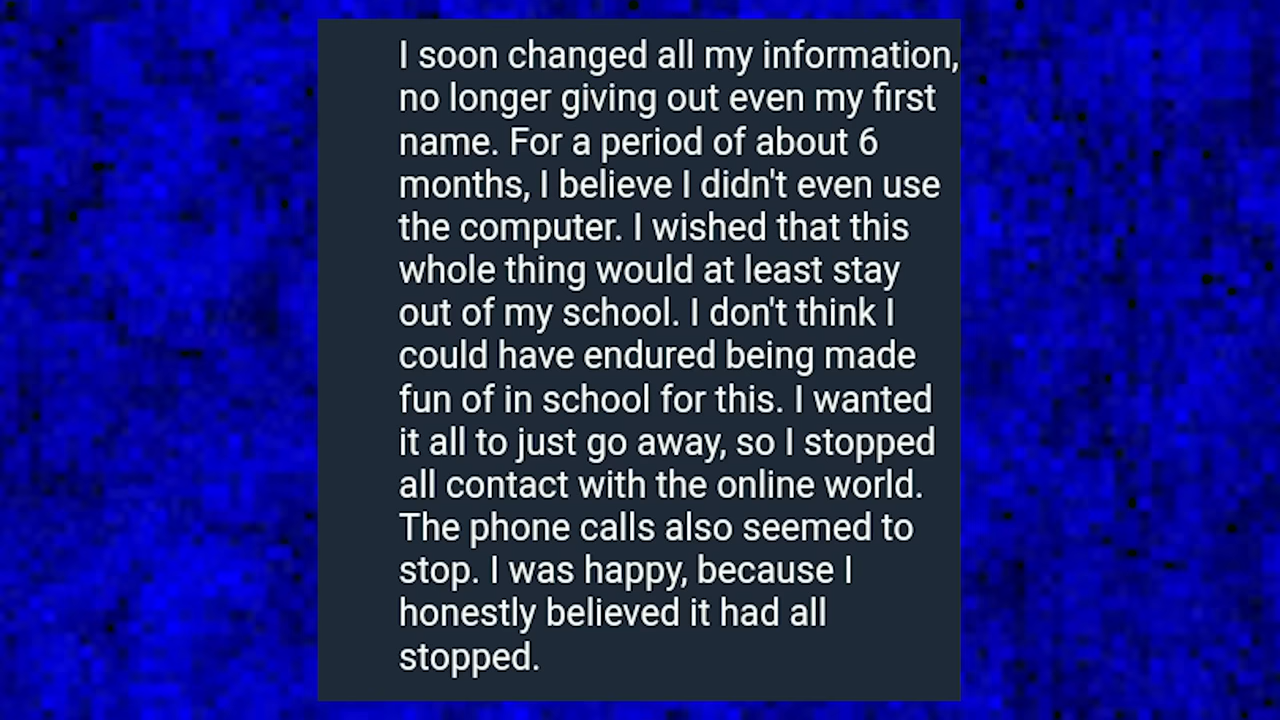 I soon changed all my information,
no longer giving out even my first
name. For a period of about 6
months, I believe I didn't even use
the computer. I wished that this
whole thing would at least stay
out of my school. I don't think I
could have endured being made
fun of in school for this. I wanted
it all to just go away, so I stopped
all contact with the online world.
The phone calls also seemed to
stop. I was happy, because I
honestly believed it had all
stopped.